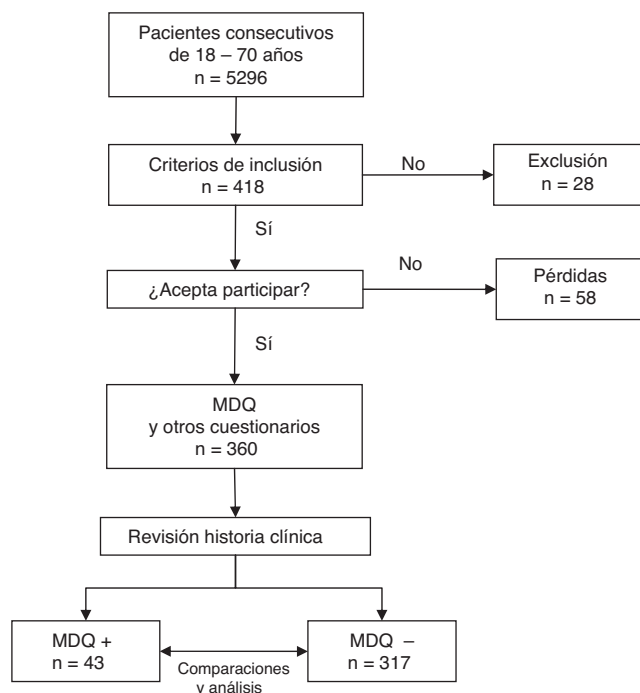 Pacientes consecutivos
de 18 – 70 años
n = 5296
Criterios de inclusión
n = 418
No
Exclusión
n = 28
Sí
¿Acepta participar?
No
Pérdidas
n = 58
Sí
MDQ
y otros cuestionarios
n = 360
Revisión historia clínica
MDQ +
n = 43
Comparaciones
y análisis
MDQ –
n = 317